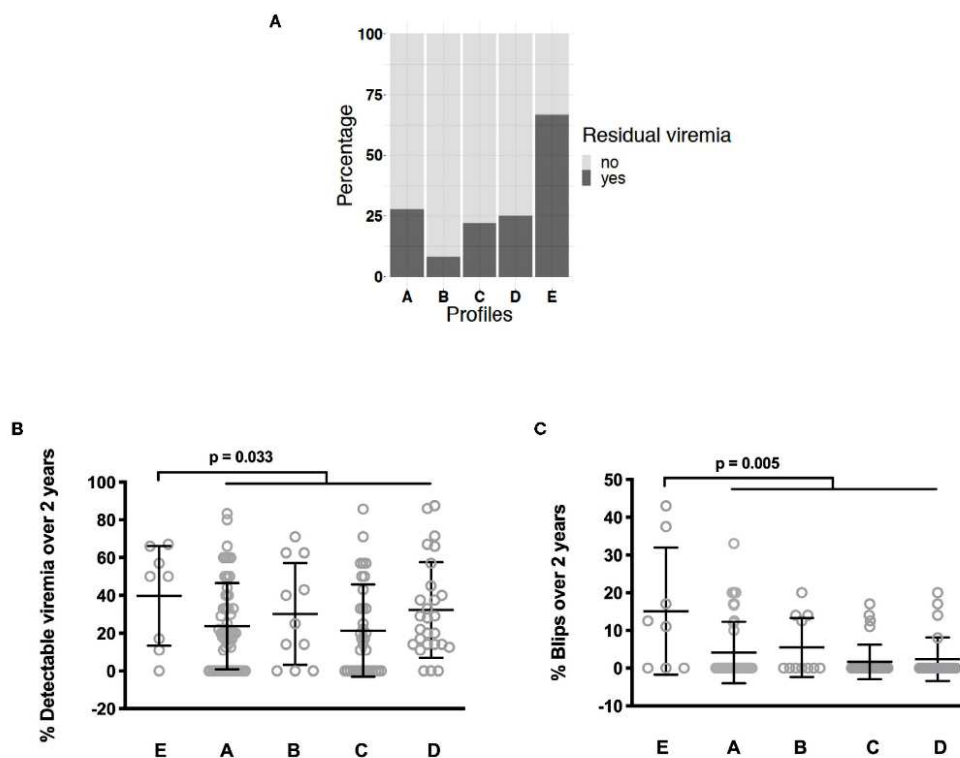 A
100
75
50
25
0
Percentage
A B C D E
Profiles
Residual viremia
no
yes
B
% Detectable viremia over 2 years
p = 0.033
100
80
60
40
20
0
-20
E A B C D
C
% Blips over 2 years
p = 0.005
50
40
30
20
10
0
-10
E A B C D